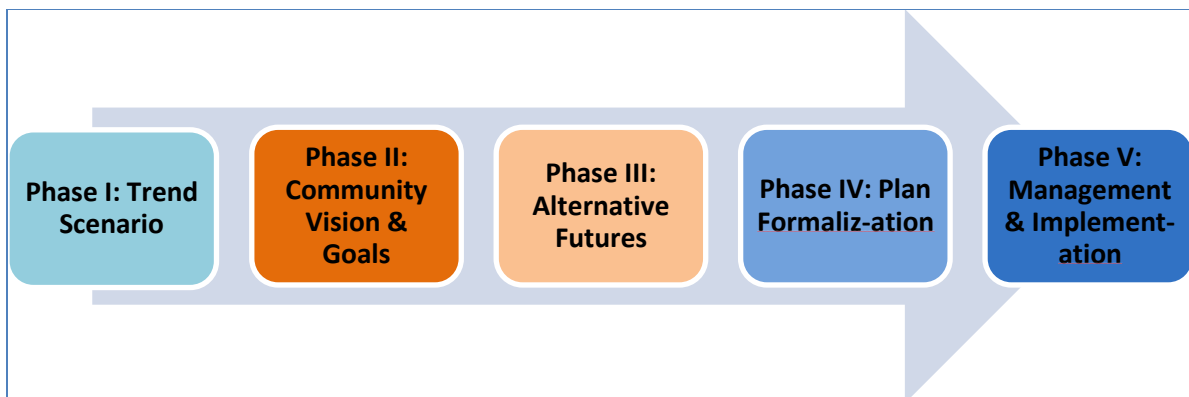 Phase I: Trend
Scenario
Phase II:
Community
Vision &
Goals
Phase III:
Alternative
Futures
Phase IV: Plan
Formaliz-ation
Phase V:
Management
& Implement-
ation